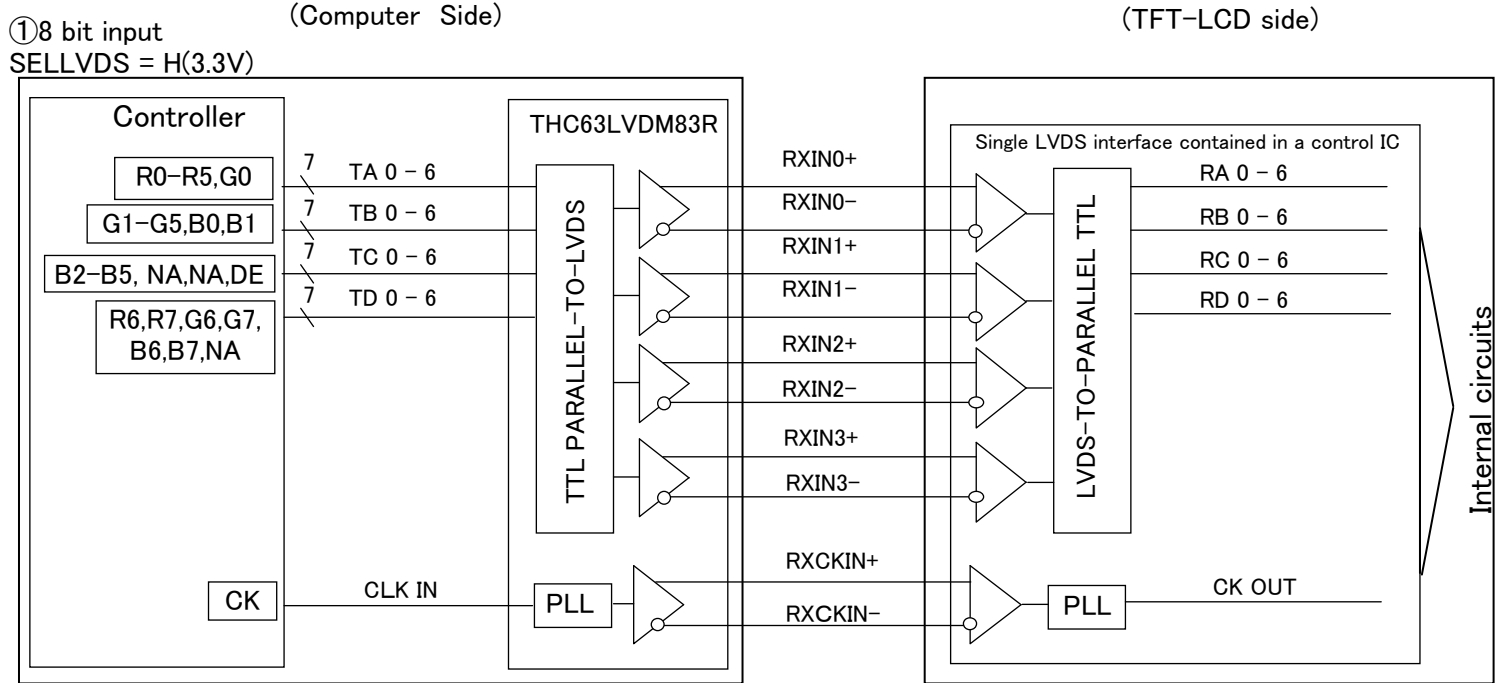 (Computer Side)
(TFT-LCD side)
①8 bit input
SELLVDS = H(3.3V)
Controller
R0-R5,G0
G1-G5,B0,B1
B2-B5, NA,NA,DE
R6,R7,G6,G7,
B6,B7,NA
CK
7
TA 0 - 6
7
TB 0 - 6
7
TC 0 - 6
7
TD 0 - 6
CLK IN
THC63LVDM83R
TTL PARALLEL-TO-LVDS
PLL
RXIN0+
RXIN0-
RXIN1+
RXIN1-
RXIN2+
RXIN2-
RXIN3+
RXIN3-
RXCKIN+
RXCKIN-
Single LVDS interface contained in a control IC
LVDS-TO-PARALLEL TTL
PLL
RA 0 - 6
RB 0 - 6
RC 0 - 6
RD 0 - 6
CK OUT
Internal circuits